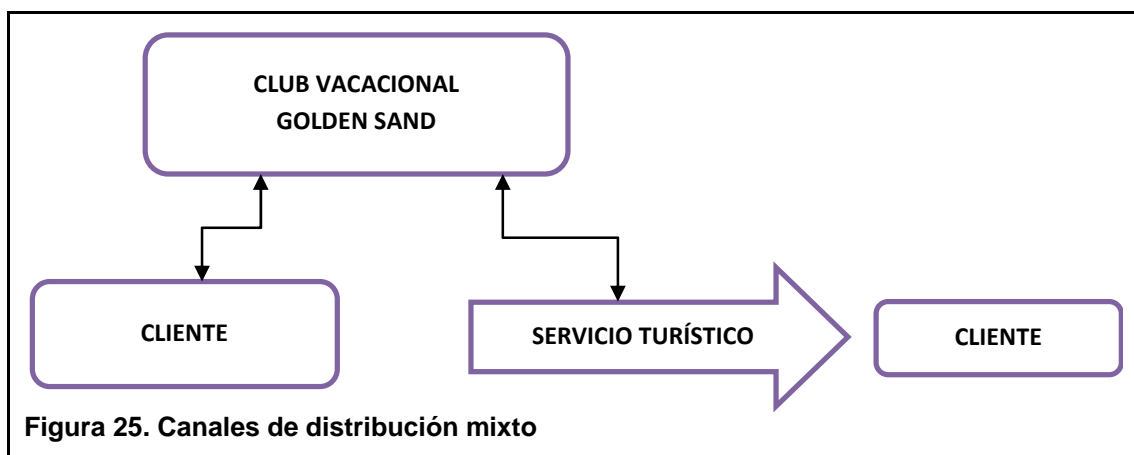 CLUB VACACIONAL
GOLDEN SAND
CLIENTE
SERVICIO TURÍSTICO
CLIENTE
Figura 25. Canales de distribución mixto